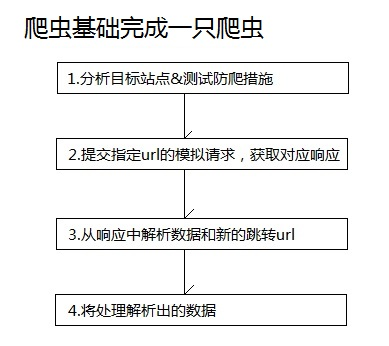 爬虫基础完成一只爬虫
1.分析目标站点&测试防爬措施
2.提交指定url的模拟请求，获取对应响应
3.从响应中解析数据和新的跳转url
4.将处理解析出的数据